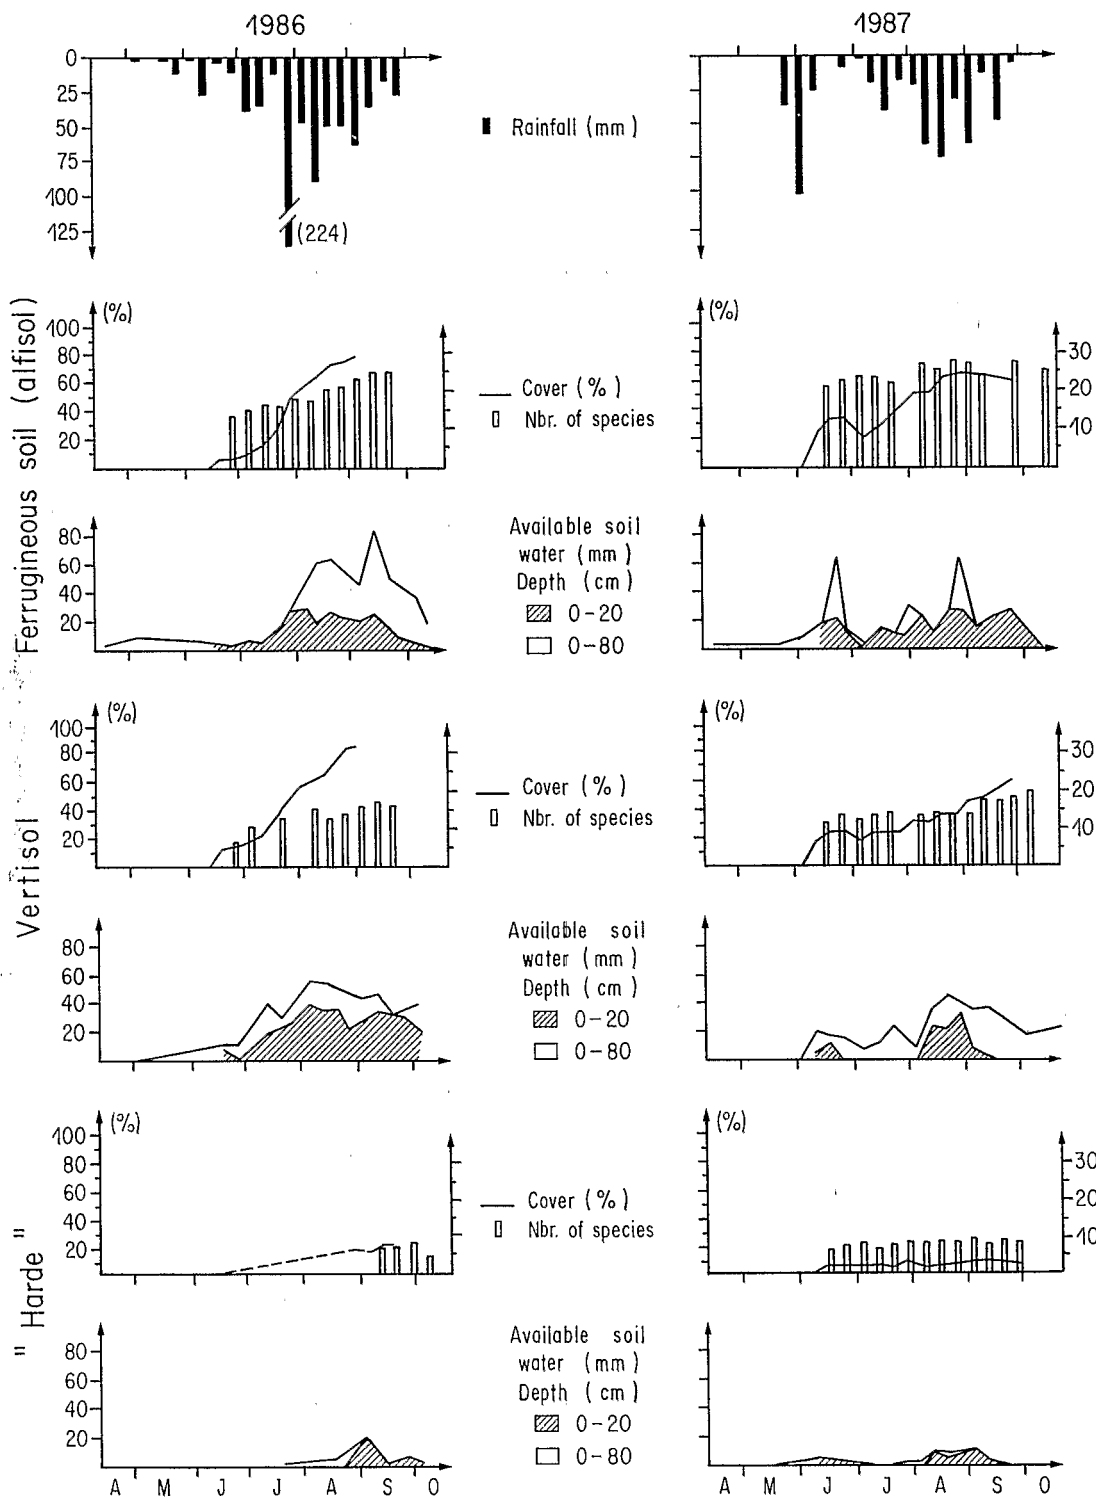 1986
1987
0
25
50
75
100
125
(224)
Rainfall (mm)
Ferrugineous soil (alfisol)
(%)
100
80
60
40
20
Cover (%)
Nbr. of species
(%)
30
20
10
80
60
40
20
Available soil
water (mm)
Depth (cm)
0-20
0-80
Vertisol
(%)
100
80
60
40
20
Cover (%)
Nbr. of species
(%)
30
20
10
80
60
40
20
Available soil
water (mm)
Depth (cm)
0-20
0-80
"Harde"
(%)
100
80
60
40
20
Cover (%)
Nbr. of species
(%)
30
20
10
80
60
40
20
Available soil
water (mm)
Depth (cm)
0-20
0-80
A M J J A S O
A M J J A S O